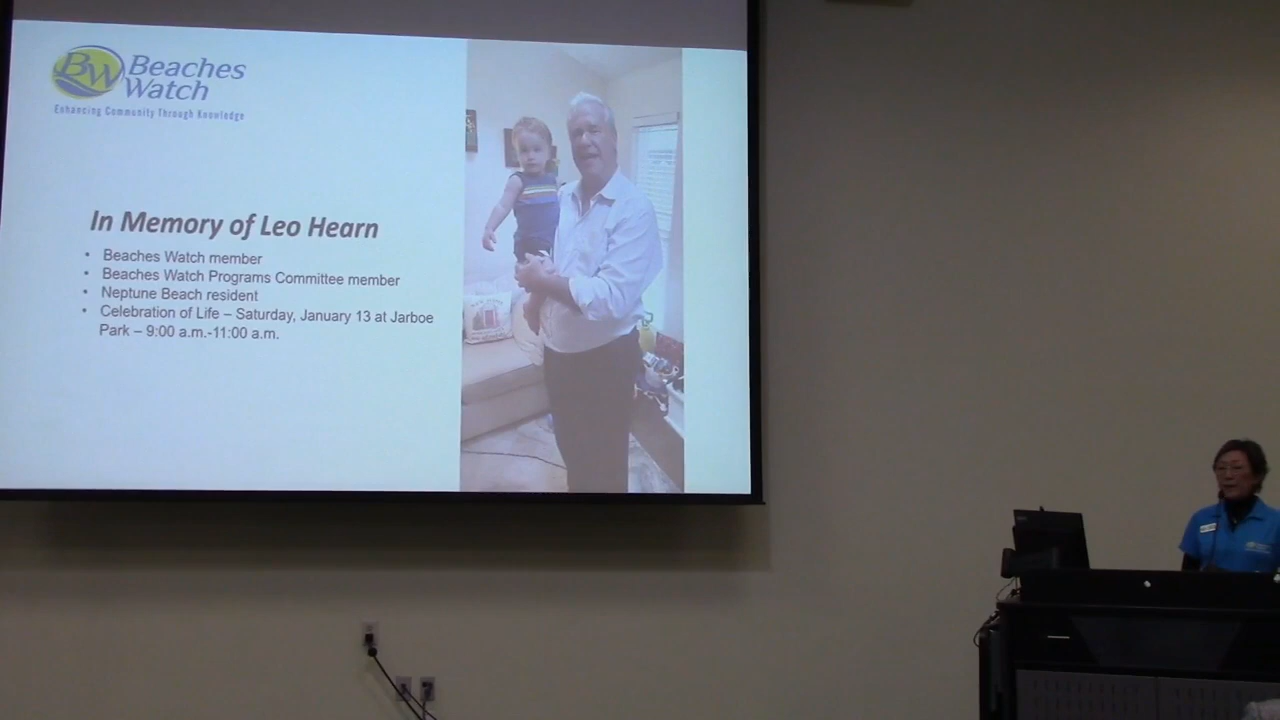 BW Beaches
Watch
Enhancing Community Through Knowledge
In Memory of Leo Hearn
• Beaches Watch member
• Beaches Watch Programs Committee member
• Neptune Beach resident
• Celebration of Life – Saturday, January 13 at Jarboe
Park – 9:00 a.m.-11:00 a.m.